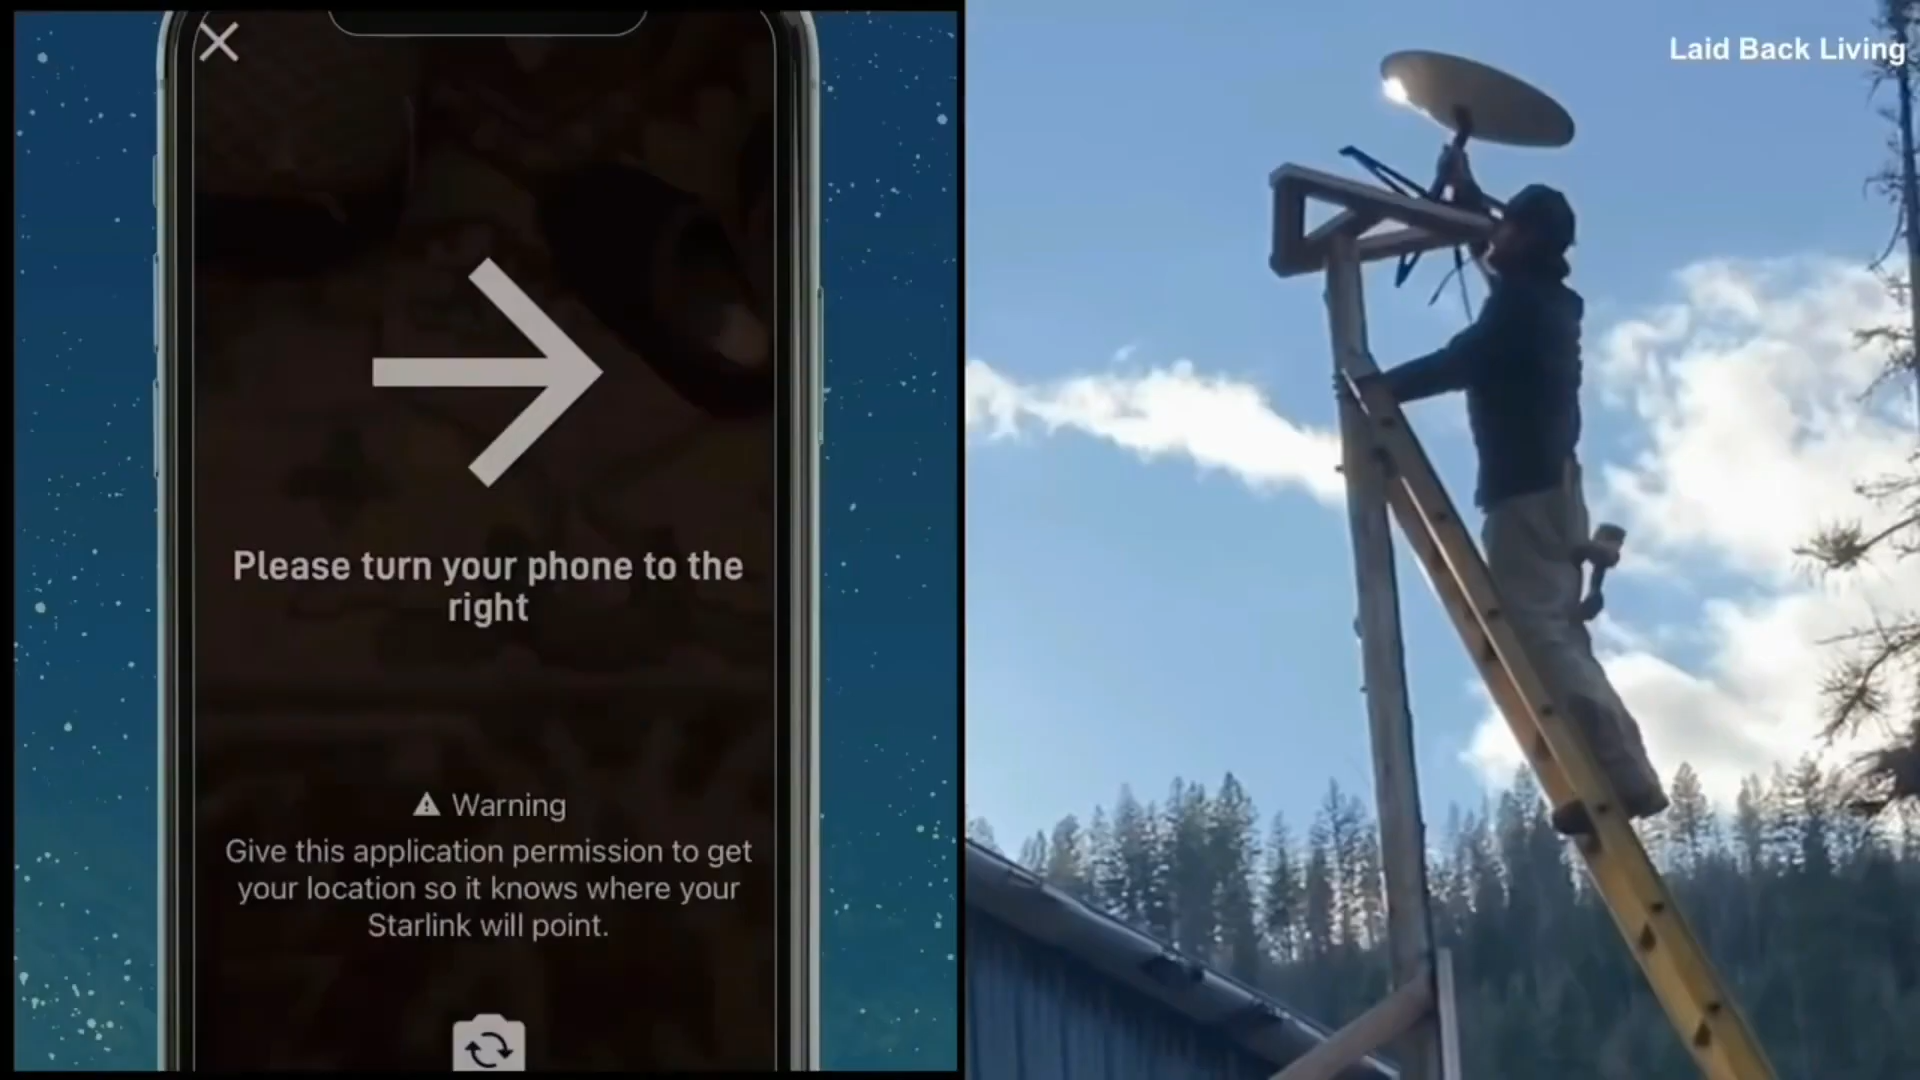 Laid Back Living
Please turn your phone to the
right
Warning
Give this application permission to get
your location so it knows where your
Starlink will point.